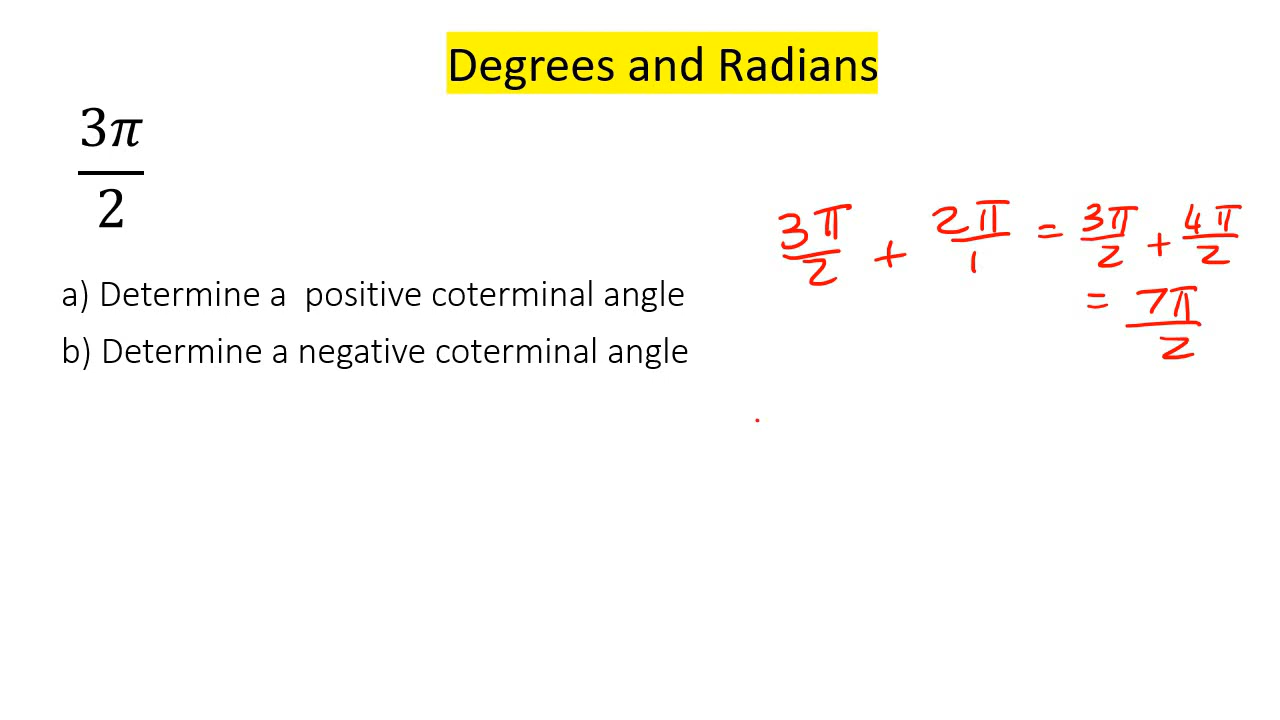 Degrees and Radians
3π/2
a) Determine a  positive coterminal angle
b) Determine a negative coterminal angle
3π/2 + 2π/1 = 3π/2 + 4π/2
= 7π/2